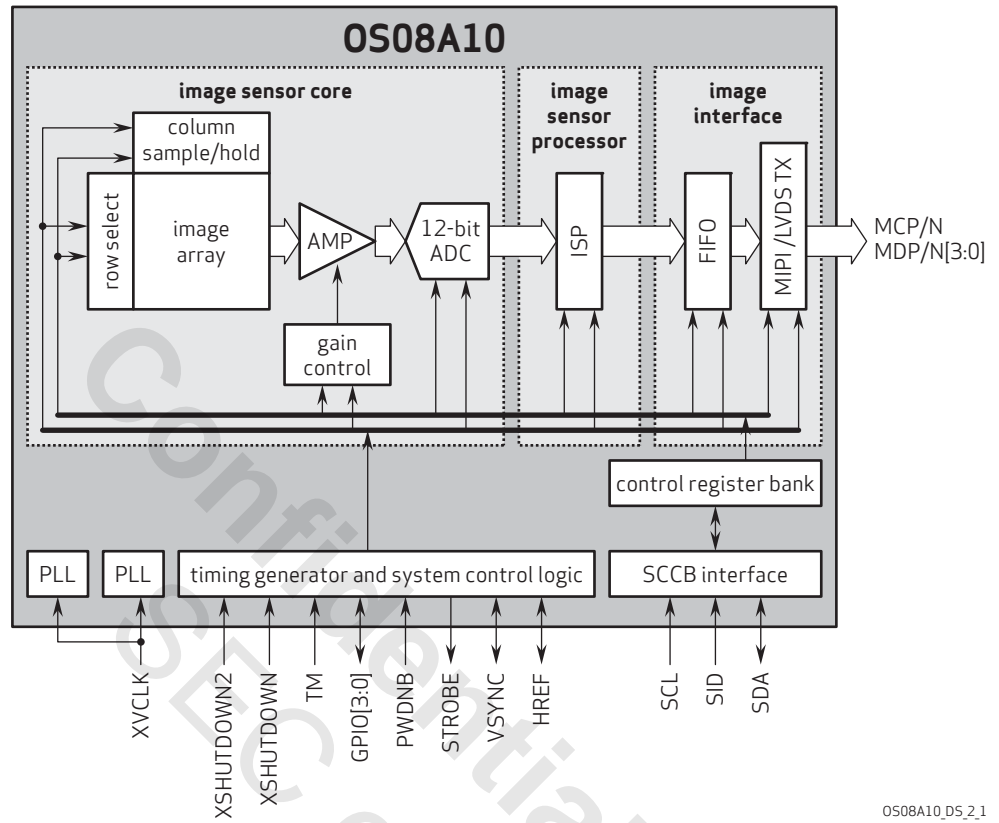 OS08A10
image sensor core
image
sensor
processor
image
interface
column
sample/hold
row select
image
array
AMP
12-bit
ADC
ISP
FIFO
MIPI/LVDS TX
MCP/N
MDP/N[3:0]
gain
control
control register bank
PLL
PLL
timing generator and system control logic
SCCB interface
XVCLK
XSHUTDOWN2
XSHUTDOWN
TM
GPIO[3:0]
PWDNB
STROBE
VSYNC
HREF
SCL
SID
SDA
Confidential
SEC
OS08A10_DS_2_1